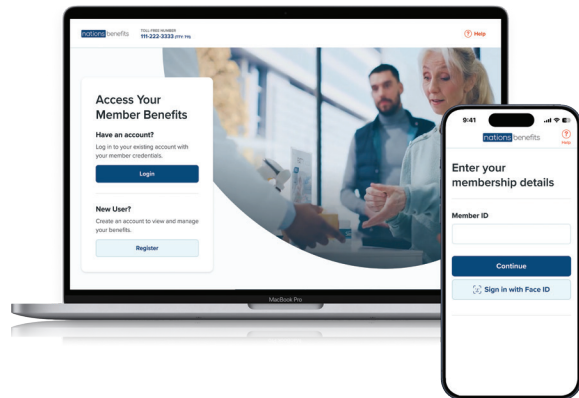 nations benefits
TOLL-FREE NUMBER
111-222-3333 (TTY: 711)
? Help
Access Your
Member Benefits
Have an account?
Log in to your existing account with
your member credentials.
Login
New User?
Create an account to view and manage
your benefits.
Register
MacBook Pro
9:41
nations benefits
?
Help
Enter your
membership details
Member ID
Continue
Sign in with Face ID